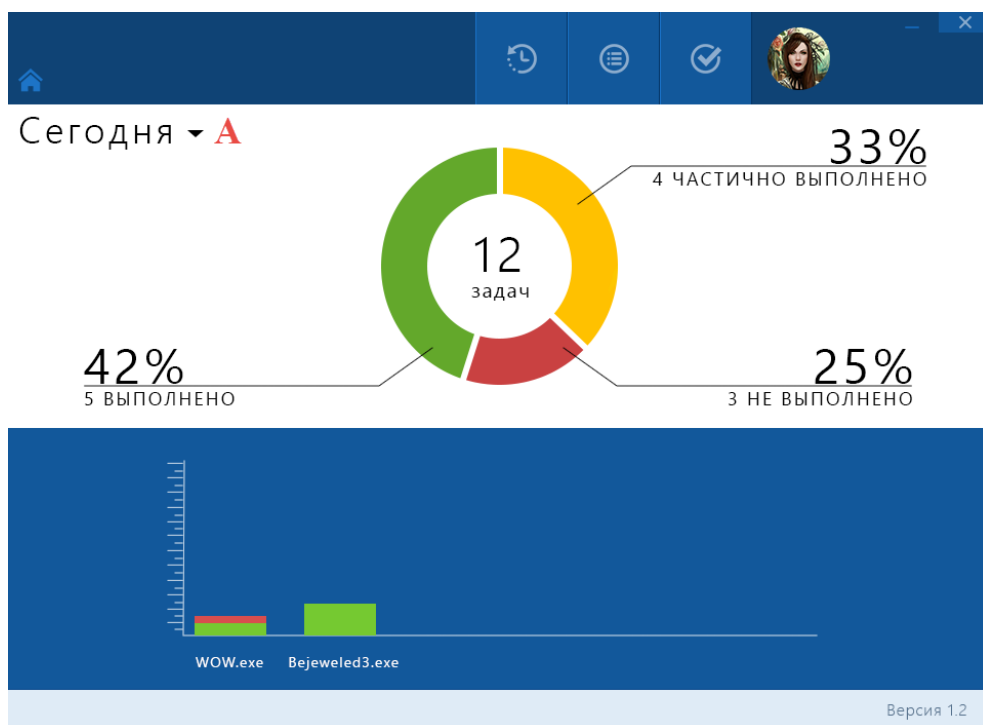 Сегодня A
33%
4 ЧАСТИЧНО ВЫПОЛНЕНО
12
задач
42%
5 ВЫПОЛНЕНО
25%
3 НЕ ВЫПОЛНЕНО
WOW.exe Bejeweled3.exe
Версия 1.2